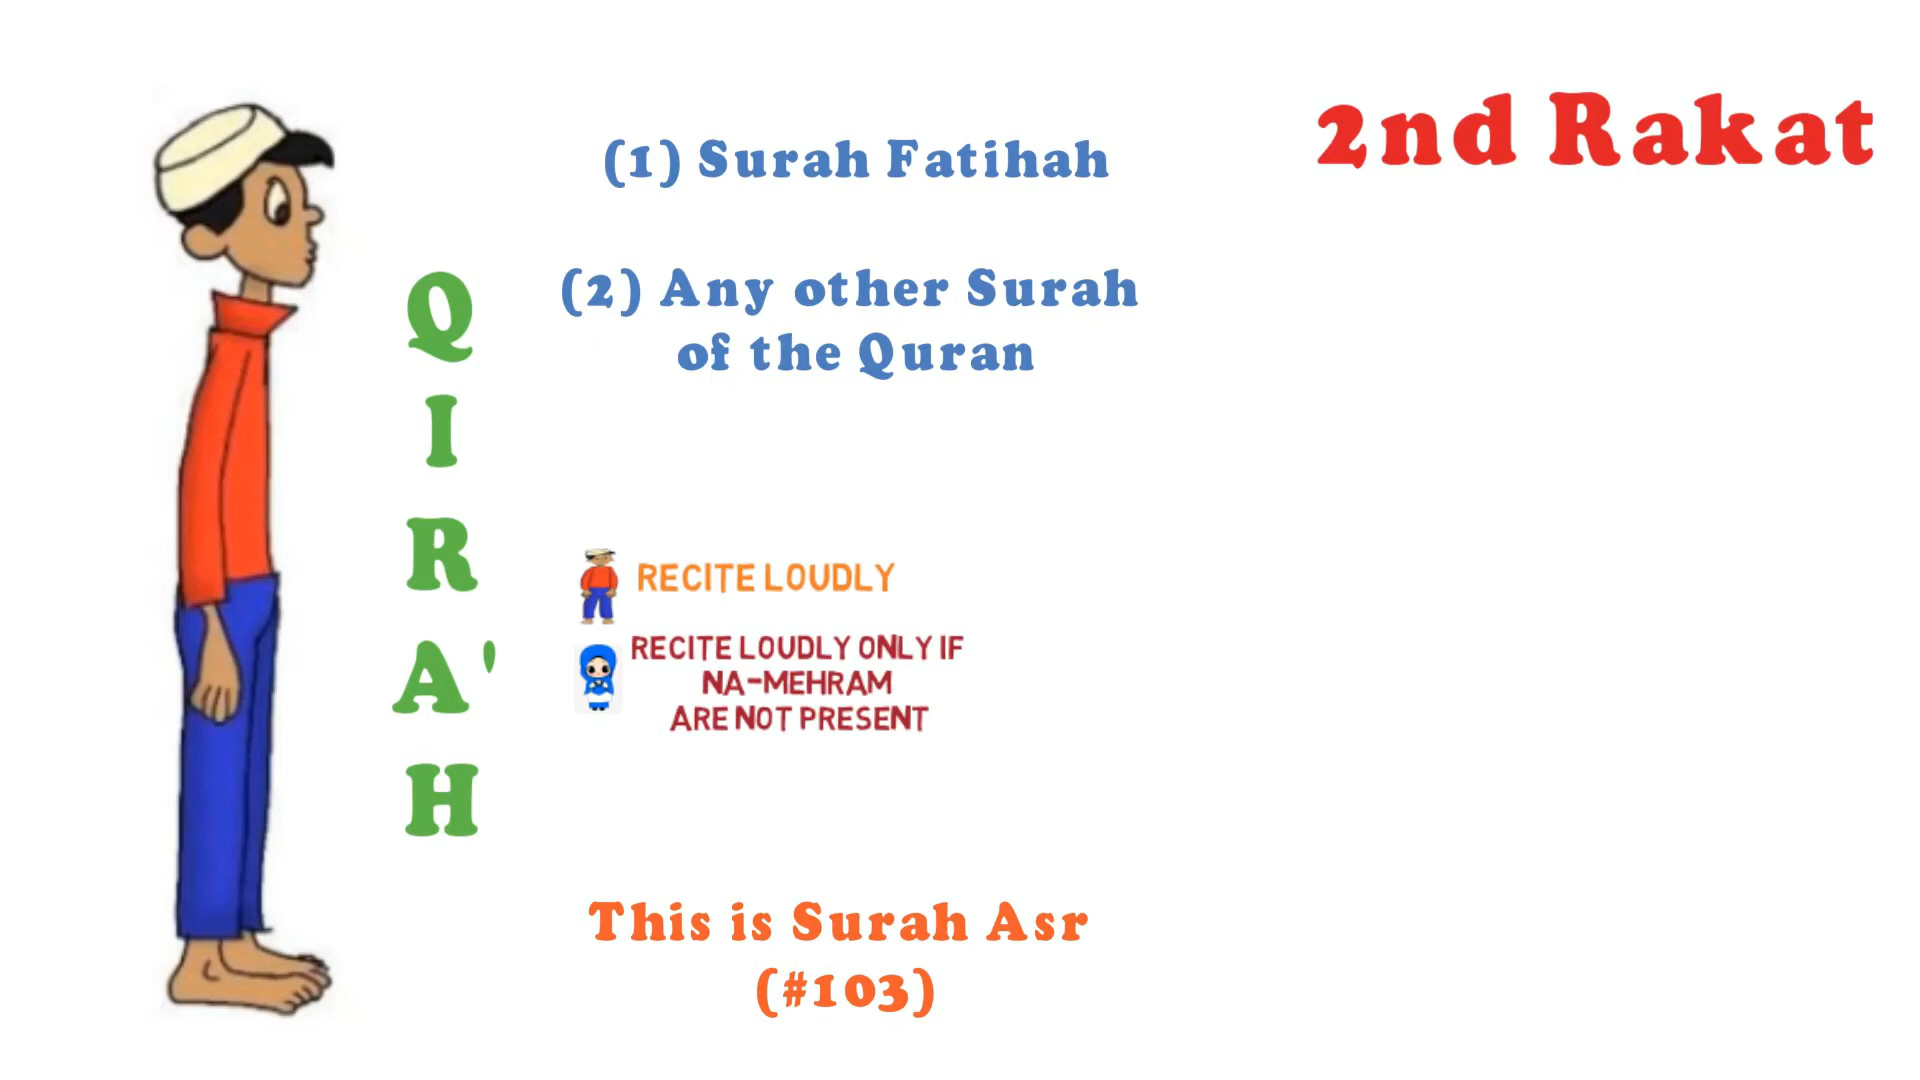 2nd Rakat
(1) Surah Fatihah
(2) Any other Surah
of the Quran
QIRA'H
RECITE LOUDLY
RECITE LOUDLY ONLY IF
NA-MEHRAM
ARE NOT PRESENT
This is Surah Asr
(#103)